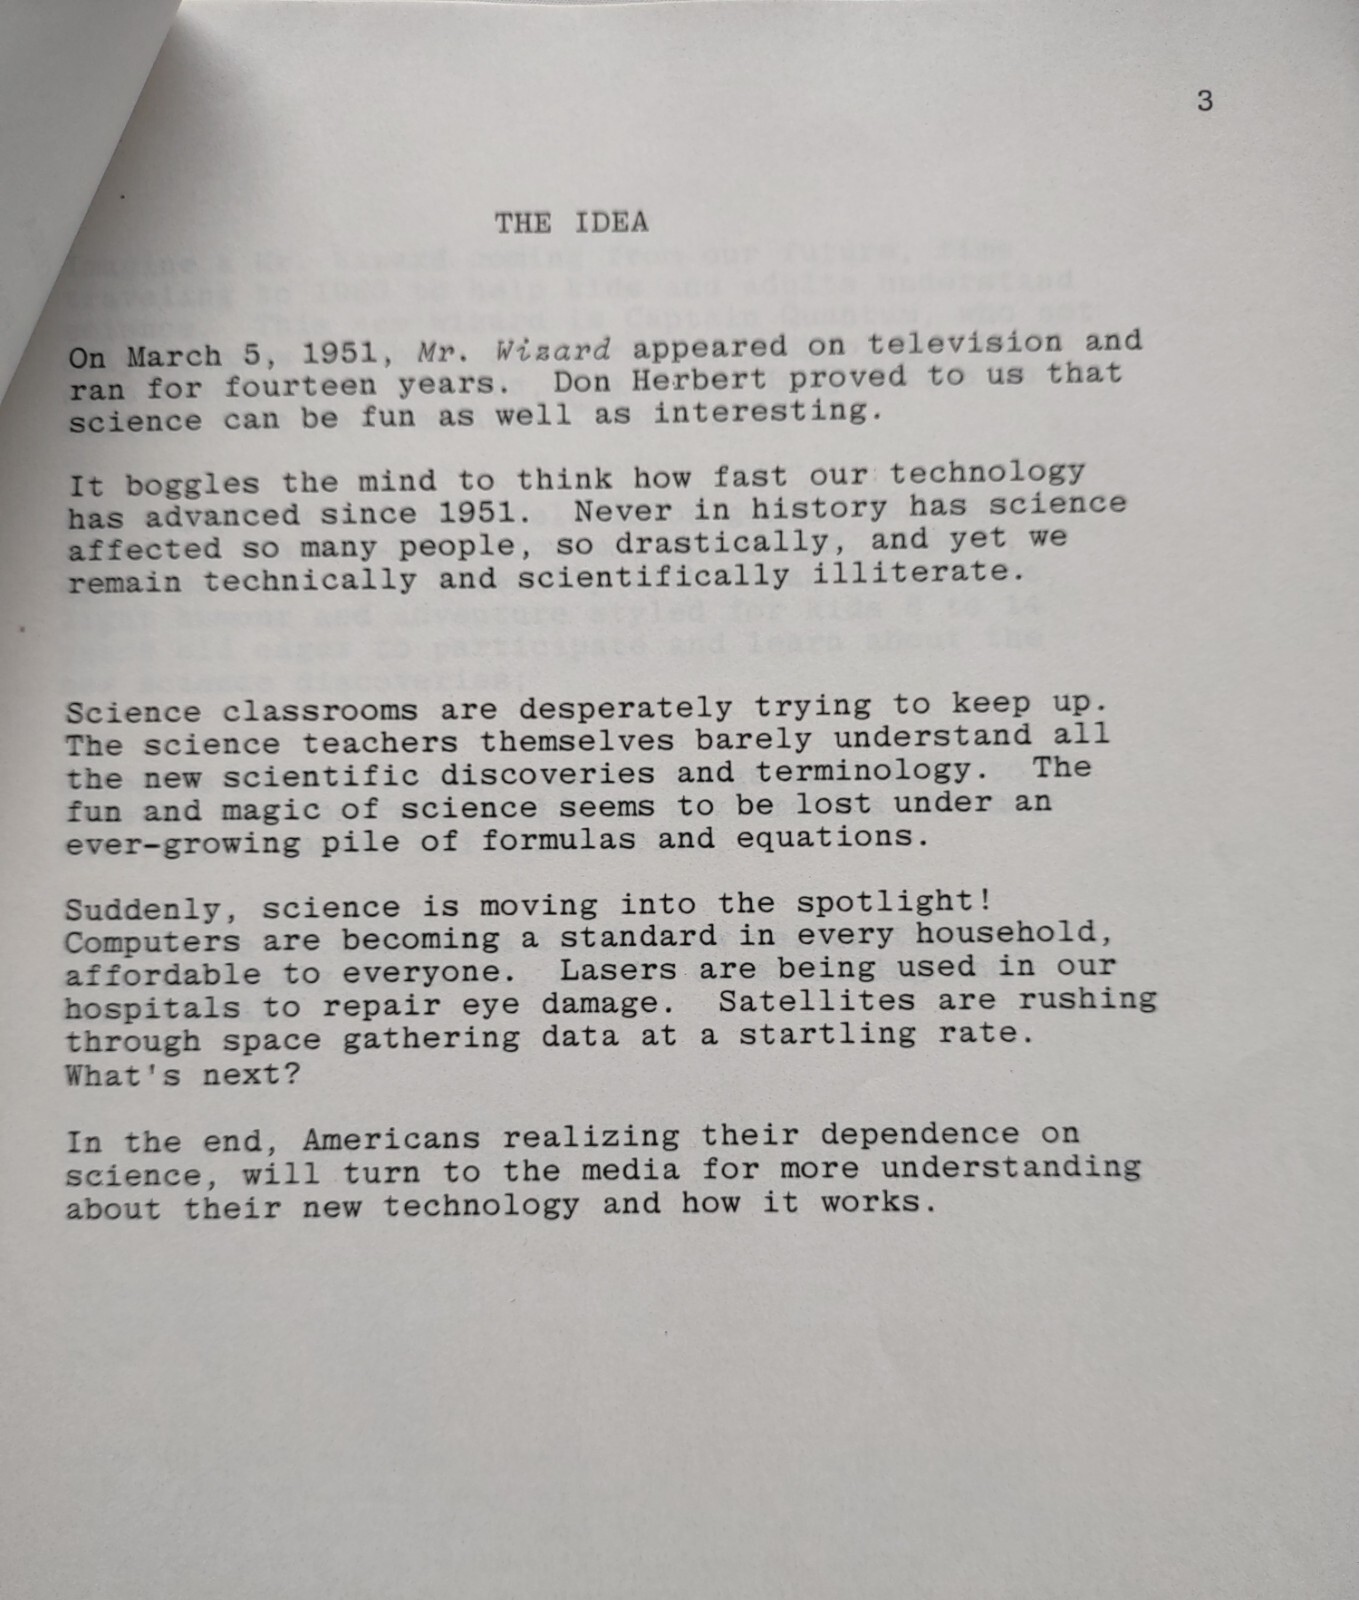 3
THE IDEA
On March 5, 1951, Mr. Wizard appeared on television and
ran for fourteen years. Don Herbert proved to us that
science can be fun as well as interesting.
It boggles the mind to think how fast our technology
has advanced since 1951. Never in history has science
affected so many people, so drastically, and yet we
remain technically and scientifically illiterate.
Science classrooms are desperately trying to keep up.
The science teachers themselves barely understand all
the new scientific discoveries and terminology. The
fun and magic of science seems to be lost under an
ever-growing pile of formulas and equations.
Suddenly, science is moving into the spotlight!
Computers are becoming a standard in every household,
affordable to everyone. Lasers are being used in our
hospitals to repair eye damage. Satellites are rushing
through space gathering data at a startling rate.
What's next?
In the end, Americans realizing their dependence on
science, will turn to the media for more understanding
about their new technology and how it works.